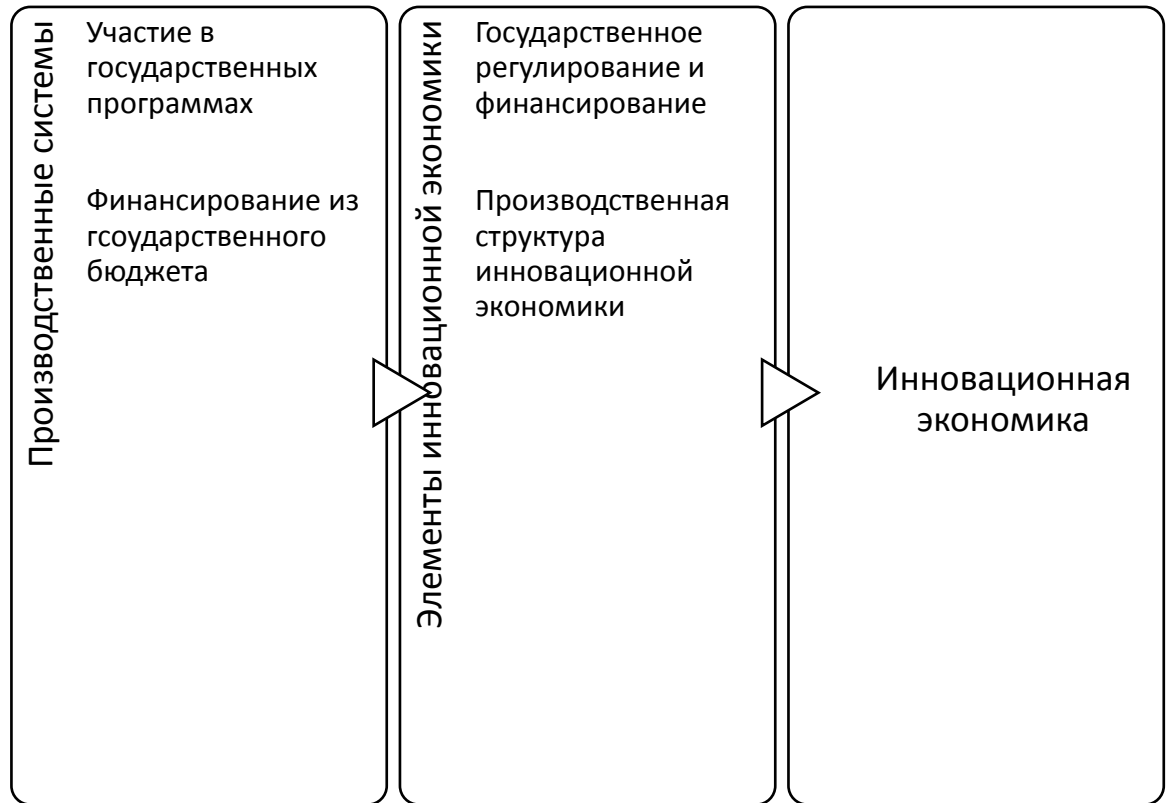 Производственные системы
Участие в
государственных
программах
Финансирование из
гсоударственного
бюджета
Элементы инновационной экономики
Государственное
регулирование и
финансирование
Производственная
структура
инновационной
экономики
Инновационная
экономика